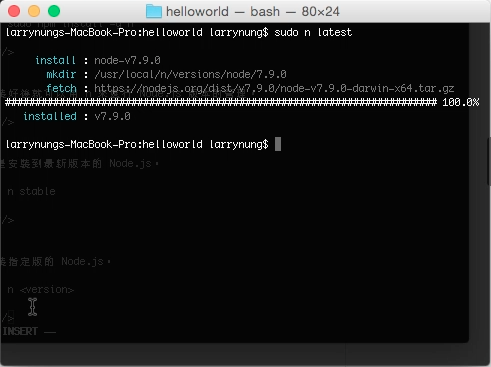 helloworld — bash — 80×24
larrynungs-MacBook-Pro:helloworld larrynung$ sudo n latest
install : node-v7.9.0
mkdir : /usr/local/n/versions/node/7.9.0
fetch : https://nodejs.org/dist/v7.9.0/node-v7.9.0-darwin-x64.tar.gz
######################################################################## 100.0%
installed : v7.9.0
larrynungs-MacBook-Pro:helloworld larrynung$
是安裝到最新版本的 Node.js,
n stable
/>
裝指定版的 Node.js,
n <version>
/>
INSERT —